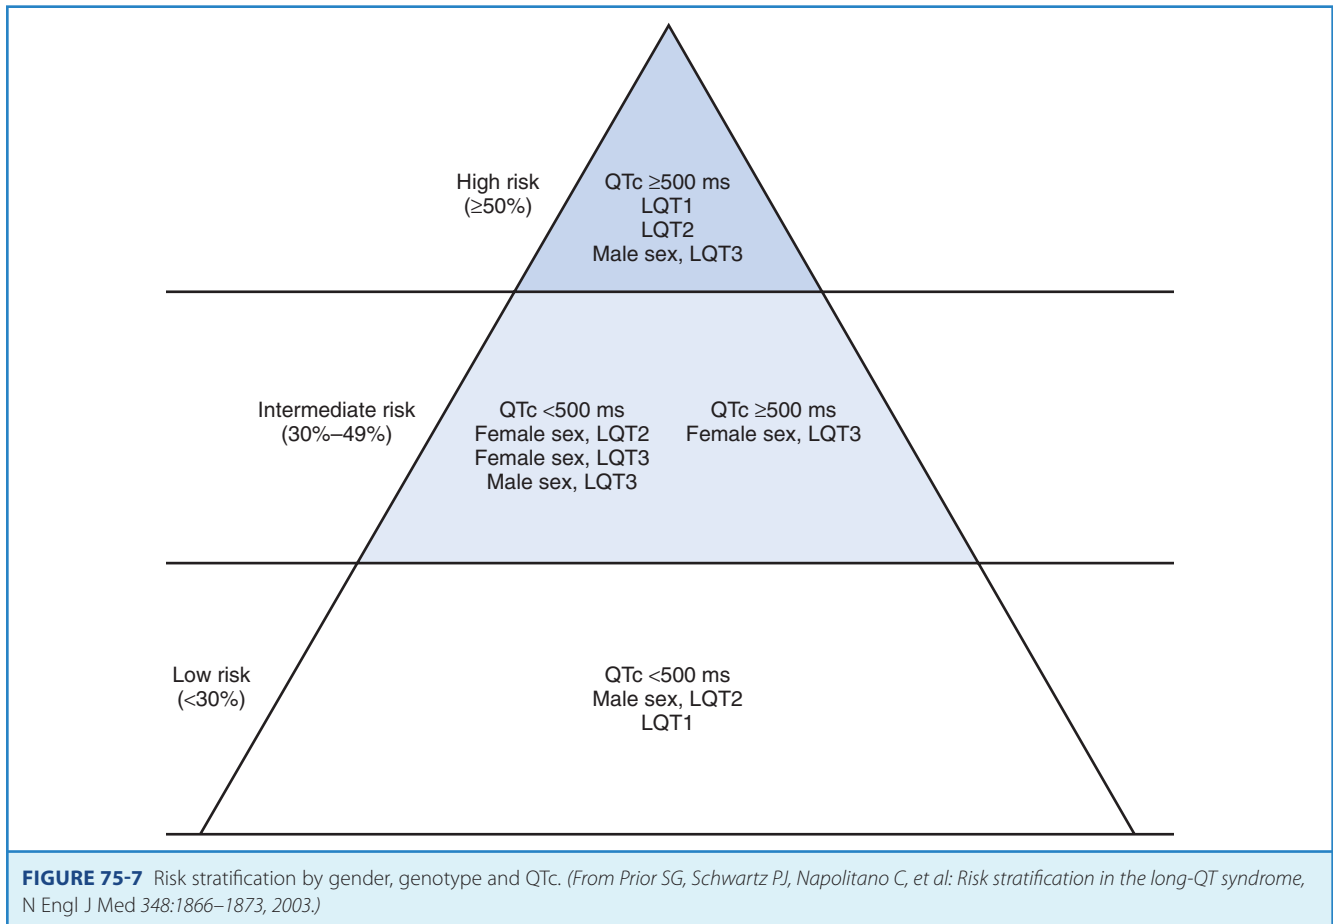 High risk
(≥50%)
QTc ≥500 ms
LQT1
LQT2
Male sex, LQT3
Intermediate risk
(30%–49%)
QTc <500 ms
Female sex, LQT2
Female sex, LQT3
Male sex, LQT3
QTc ≥500 ms
Female sex, LQT3
Low risk
(<30%)
QTc <500 ms
Male sex, LQT2
LQT1
FIGURE 75-7 Risk stratification by gender, genotype and QTc. (From Prior SG, Schwartz PJ, Napolitano C, et al: Risk stratification in the long-QT syndrome,
N Engl J Med 348:1866–1873, 2003.)